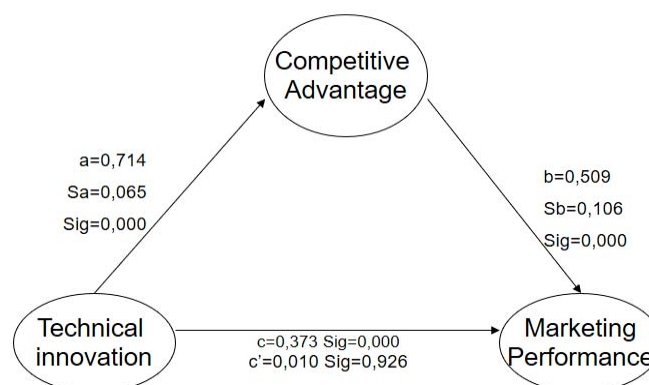 Competitive
Advantage
a=0,714
Sa=0,065
Sig=0,000
b=0,509
Sb=0,106
Sig=0,000
Technical
innovation
c=0,373 Sig=0,000
c'=0,010 Sig=0,926
Marketing
Performance